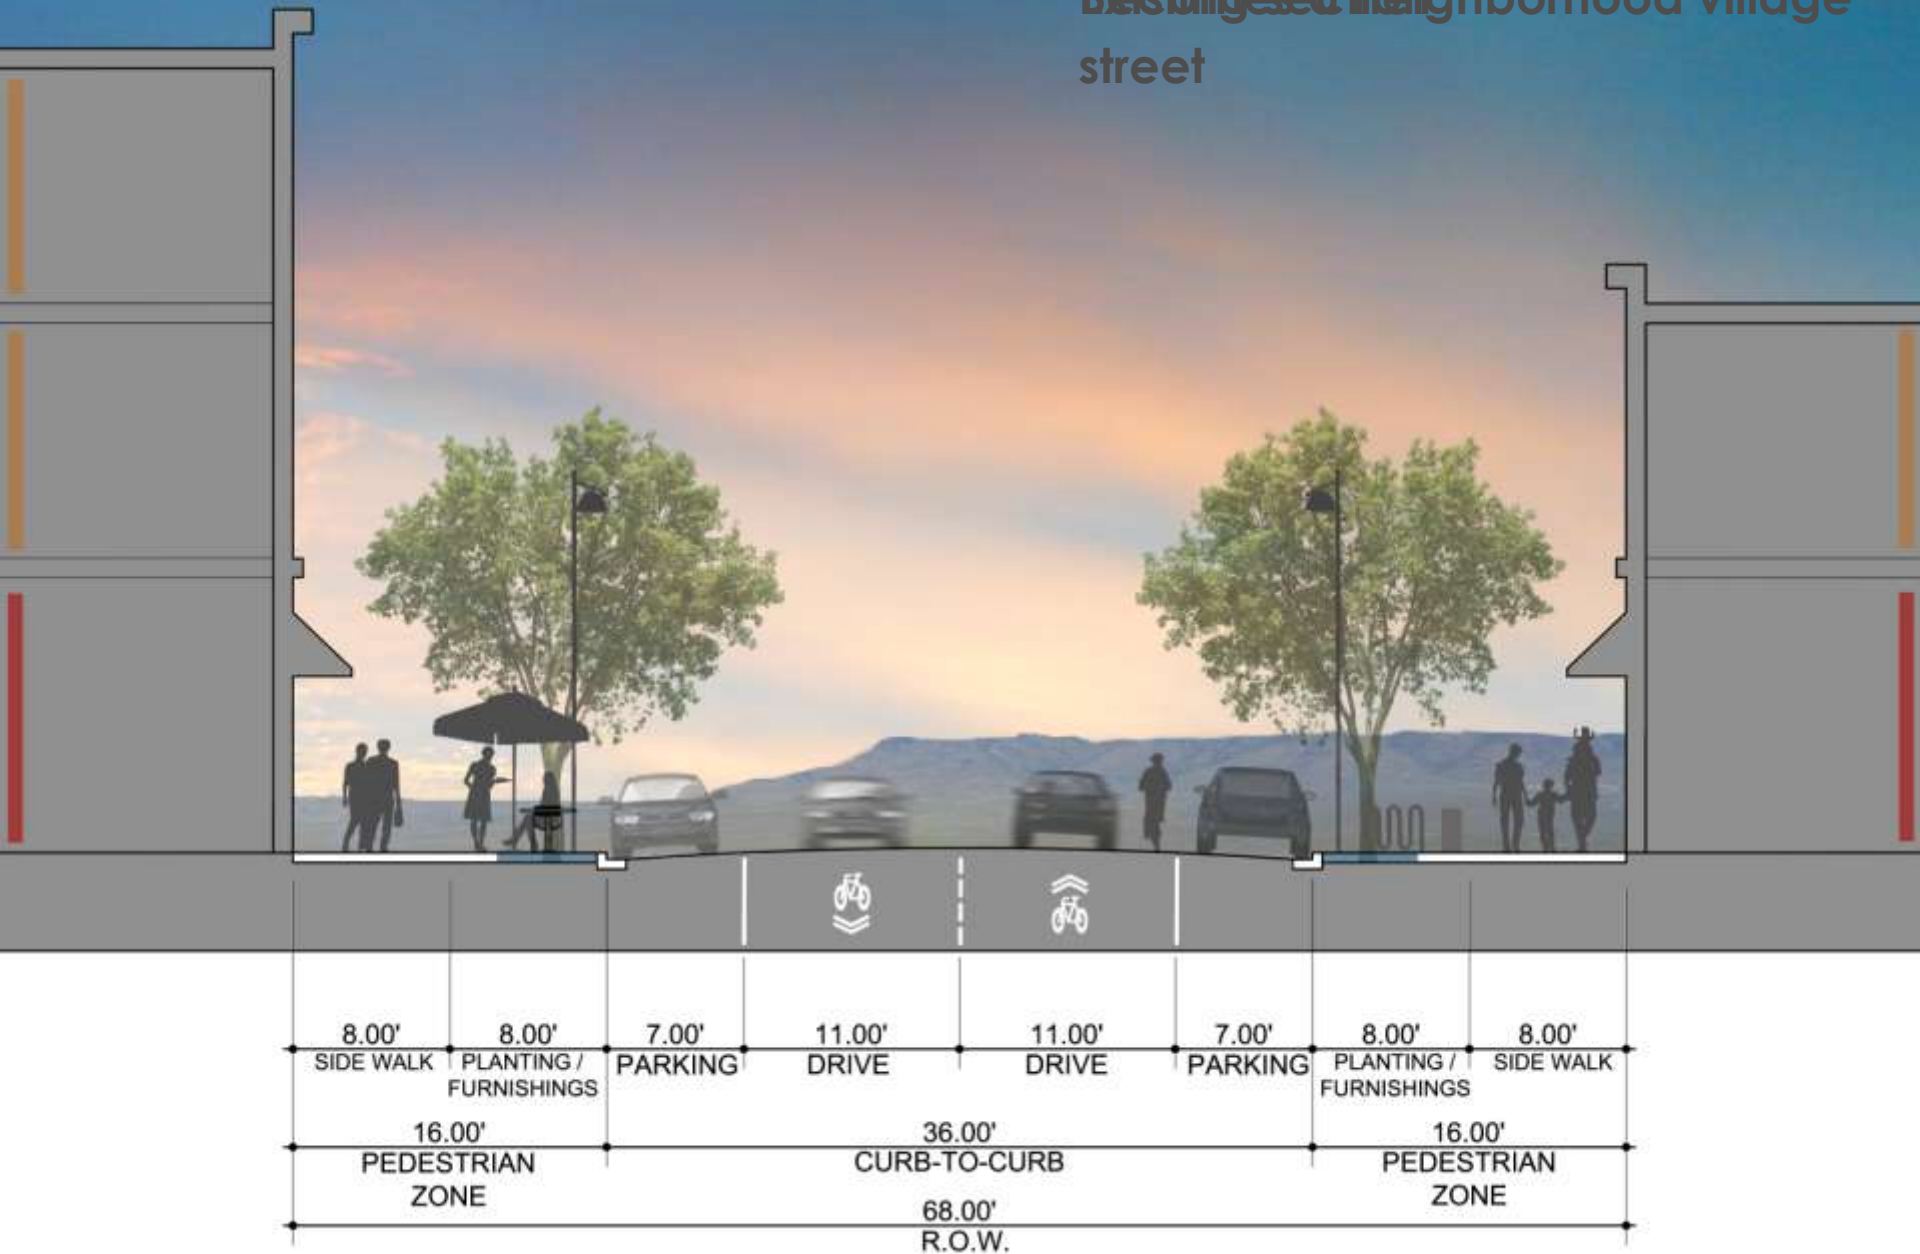 village
street
8.00' 8.00' 7.00' 11.00' 11.00' 7.00' 8.00' 8.00'
SIDE WALK PLANTING / PARKING DRIVE DRIVE PARKING PLANTING / SIDE WALK
FURNISHINGS FURNISHINGS
16.00' 36.00' 16.00'
PEDESTRIAN CURB-TO-CURB PEDESTRIAN
ZONE ZONE
68.00'
R.O.W.